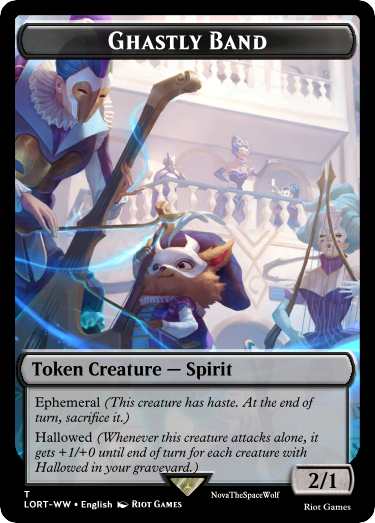 Ghastly Band
Token Creature — Spirit
Ephemeral (This creature has haste. At the end of
turn, sacrifice it.)
Hallowed (Whenever this creature attacks alone, it
gets +1/+0 until end of turn for each creature with
Hallowed in your graveyard.)
2/1
T
LORT-WW • English Riot Games
NovaTheSpaceWolf
Riot Games